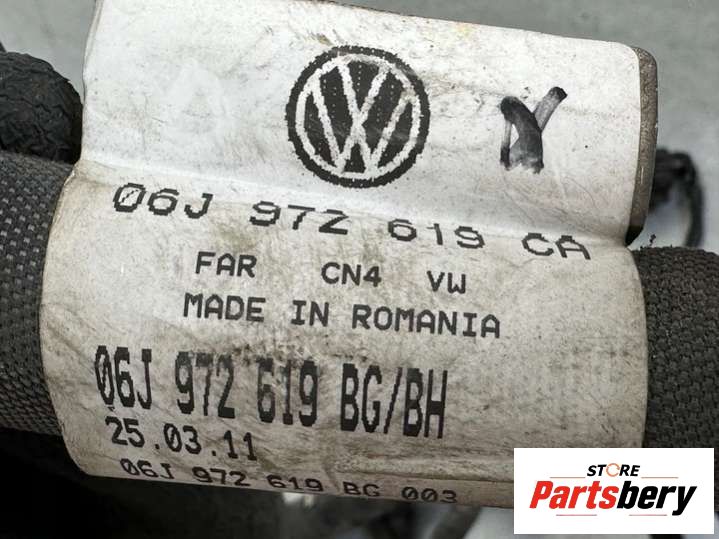 VW
Y
06J 972 619 CA
FAR CN4 VW
MADE IN ROMANIA
06J 972 619 BG/BH
25.03.11
06J 972 619 BG 003
STORE
Partsbery